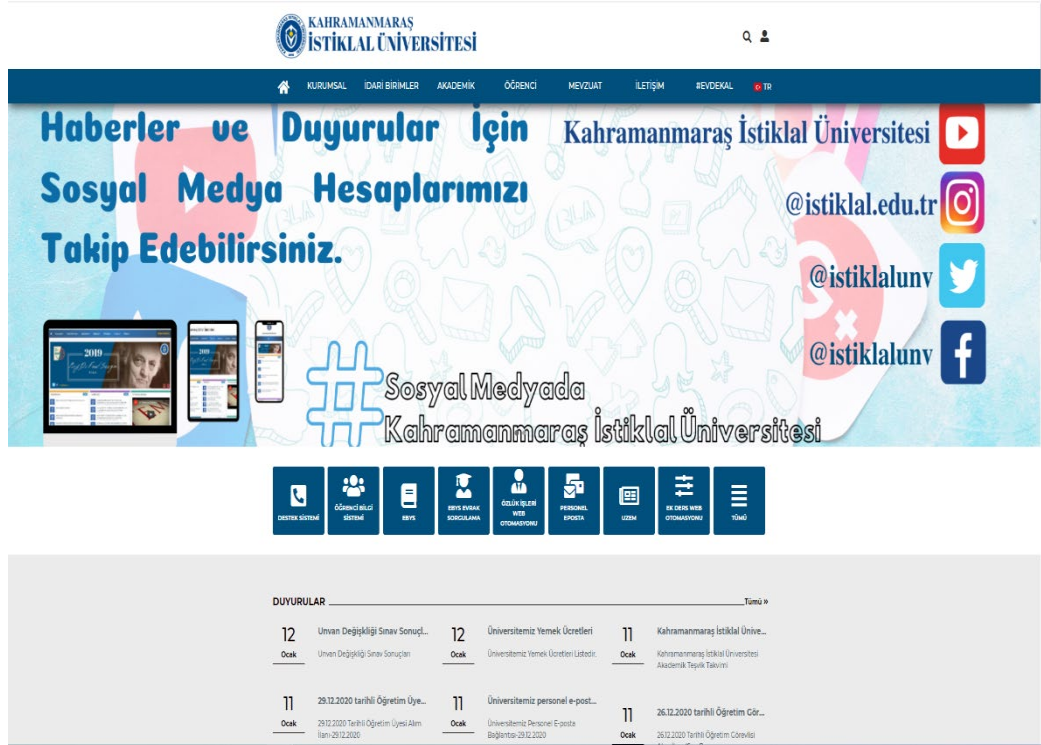 KAHRAMANMARAŞ
İSTİKLAL ÜNİVERSİTESİ
KURUMSAL İDARİ BİRİMLER AKADEMİK ÖĞRENCİ MEVZUAT İLETİŞİM #EVDEKAL TR
Haberler ve Duyurular İçin
Sosyal Medya Hesaplarımızı
Takip Edebilirsiniz.
Kahramanmaraş İstiklal Üniversitesi
@istiklal.edu.tr
@istiklalunv
@istiklalunv
2019
2019
#Sosyal Medyada
Kahramanmaraş İstiklal Üniversitesi
DESTEK SİSTEMİ
ÖĞRENCİ BİLGİ
SİSTEMİ
EBYS
EBYS EVRAK
SORGULAMA
ÖZLÜK İŞLERİ
WEB
OTOMASYONU
PERSONEL
EPOSTA
UZEM
EK DERS WEB
OTOMASYONU
TÜMÜ
DUYURULAR Tümü »
12 Ocak
Unvan Değişkliği Sınav Sonuçl...
Unvan Değişkliği Sınav Sonuçları
12 Ocak
Üniversitemiz Yemek Ücretleri
Üniversitemiz Yemek Ücretleri Listedir.
11 Ocak
Kahramanmaraş İstiklal Ünive...
Kahramanmaraş İstiklal Üniversitesi
Akademik Teşvik Takvimi
11 Ocak
29.12.2020 tarihli Öğretim Üye...
29.12.2020 Tarihli Öğretim Üyesi Alım
İlanı-29.12.2020
11 Ocak
Üniversitemiz personel e-post...
Üniversitemiz Personel E-posta
Bağlantısı-29.12.2020
11 Ocak
26.12.2020 tarihli Öğretim Gör...
26.12.2020 Tarihli Öğretim Görevlisi